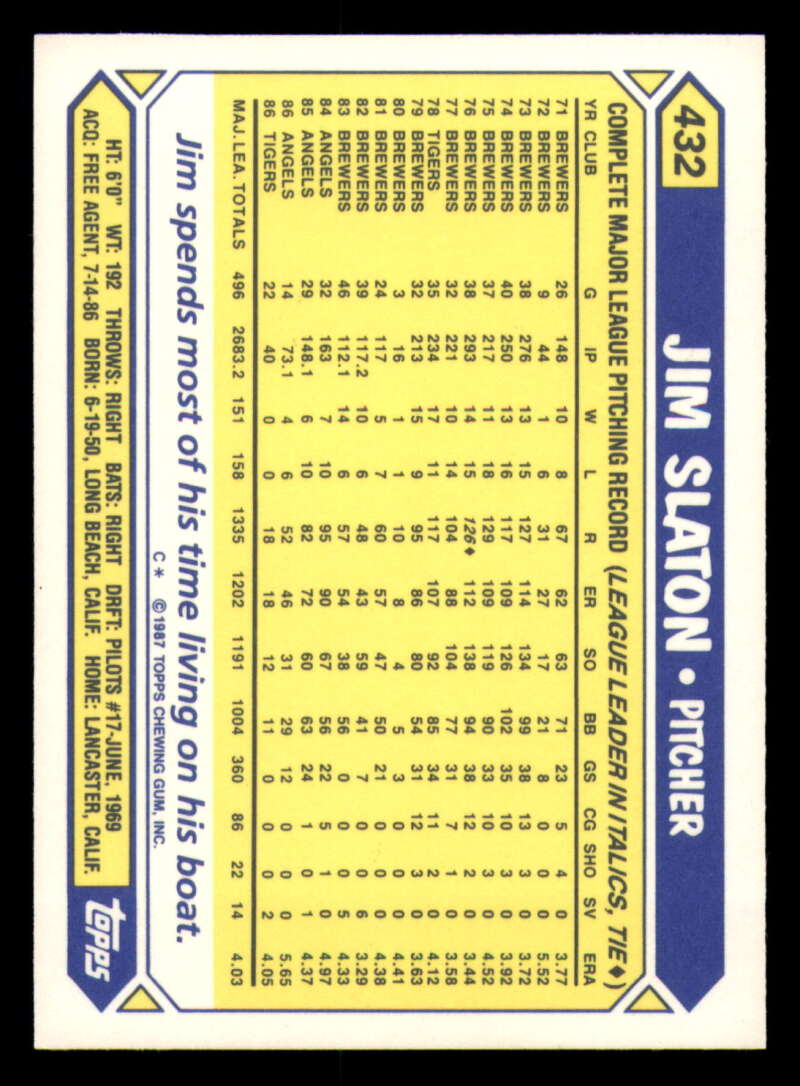 432
JIM SLATON • PITCHER
COMPLETE MAJOR LEAGUE PITCHING RECORD (LEAGUE LEADER IN ITALICS, TIE♦)
YR CLUB G IP W L R ER SO BB GS CG SHO SV ERA
71 BREWERS 26 148 10 8 67 62 63 71 23 5 4 0 3.77
72 BREWERS 9 44 1 6 31 27 17 21 8 0 0 0 5.52
73 BREWERS 38 276 13 15 127 114 134 99 38 13 3 0 3.72
74 BREWERS 40 250 13 16 117 109 126 102 35 10 3 0 3.92
75 BREWERS 37 217 11 18 129 109 119 90 33 10 3 0 4.52
76 BREWERS 38 293 14 15 126♦ 112 138 94 38 12 2 0 3.44
77 BREWERS 32 221 10 14 104 88 104 77 31 7 1 0 3.58
78 TIGERS 35 234 17 11 117 107 92 85 34 11 2 0 4.12
79 BREWERS 32 213 15 9 95 86 80 54 31 12 3 0 3.63
80 BREWERS 3 16 1 1 10 8 4 5 3 0 0 0 4.41
81 BREWERS 24 117 5 7 60 57 47 50 21 0 0 0 4.38
82 BREWERS 39 117.2 10 6 48 43 59 41 7 0 0 6 3.29
83 BREWERS 46 112.1 14 6 57 54 38 56 0 0 0 5 4.33
84 ANGELS 32 163 7 10 95 90 67 56 22 5 1 0 4.97
85 ANGELS 29 148.1 6 10 82 72 60 63 24 1 0 1 4.37
86 ANGELS 14 73.1 4 6 52 46 31 29 12 0 0 0 5.65
86 TIGERS 22 40 0 0 18 18 12 11 0 0 0 2 4.05
MAJ. LEA. TOTALS 496 2683.2 151 158 1335 1202 1191 1004 360 86 22 14 4.03
Jim spends most of his time living on his boat.
C* ©1987 TOPPS CHEWING GUM, INC.
HT: 6'0" WT: 192 THROWS: RIGHT BATS: RIGHT DRFT: PILOTS #17-JUNE, 1969
ACQ: FREE AGENT, 7-14-86 BORN: 6-19-50, LONG BEACH, CALIF. HOME: LANCASTER, CALIF.
topps